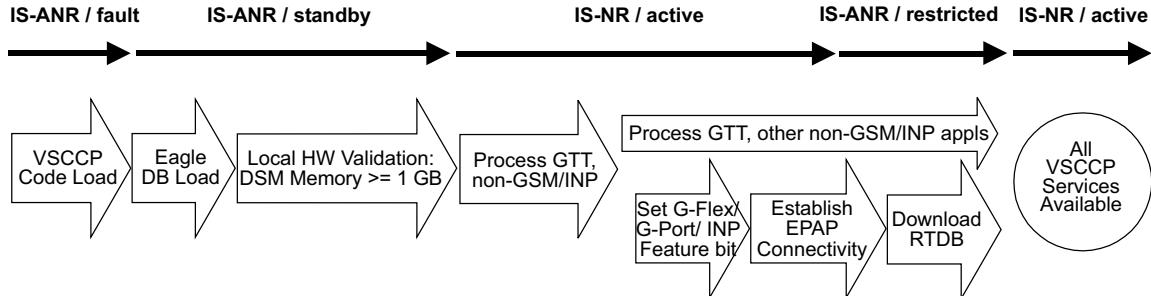 IS-ANR / fault
IS-ANR / standby
IS-NR / active
IS-ANR / restricted
IS-NR / active
VSCCP
Code Load
Eagle
DB Load
Local HW Validation:
DSM Memory >= 1 GB
Process GTT,
non-GSM/INP
Process GTT, other non-GSM/INP appls
Set G-Flex/
G-Port/ INP
Feature bit
Establish
EPAP
Connectivity
Download
RTDB
All
VSCCP
Services
Available